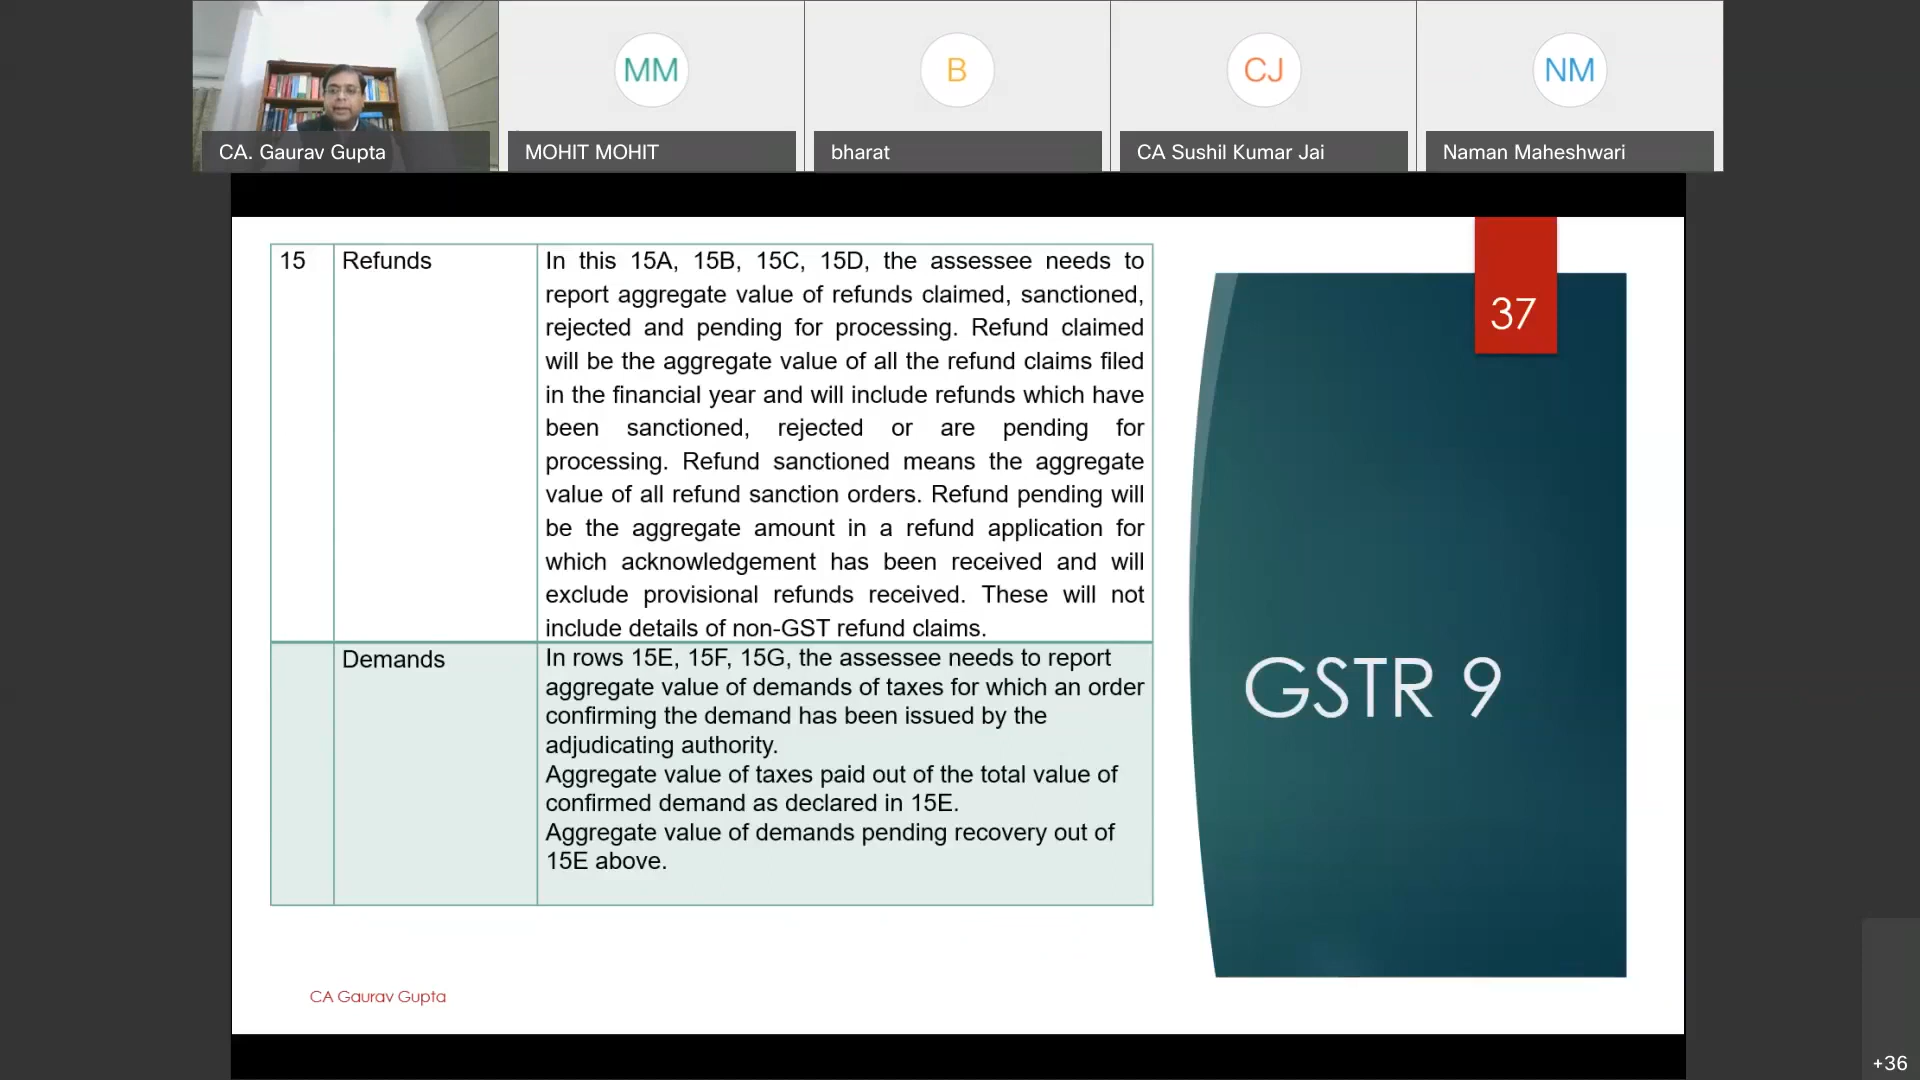 MM
B
CJ
NM
CA. Gaurav Gupta
MOHIT MOHIT
bharat
CA Sushil Kumar Jai
Naman Maheshwari
15
Refunds
In this 15A, 15B, 15C, 15D, the assessee needs to
report aggregate value of refunds claimed, sanctioned,
rejected and pending for processing. Refund claimed
will be the aggregate value of all the refund claims filed
in the financial year and will include refunds which have
been sanctioned, rejected or are pending for
processing. Refund sanctioned means the aggregate
value of all refund sanction orders. Refund pending will
be the aggregate amount in a refund application for
which acknowledgement has been received and will
exclude provisional refunds received. These will not
include details of non-GST refund claims.
Demands
In rows 15E, 15F, 15G, the assessee needs to report
aggregate value of demands of taxes for which an order
confirming the demand has been issued by the
adjudicating authority.
Aggregate value of taxes paid out of the total value of
confirmed demand as declared in 15E.
Aggregate value of demands pending recovery out of
15E above.
37
GSTR 9
CA Gaurav Gupta
+36